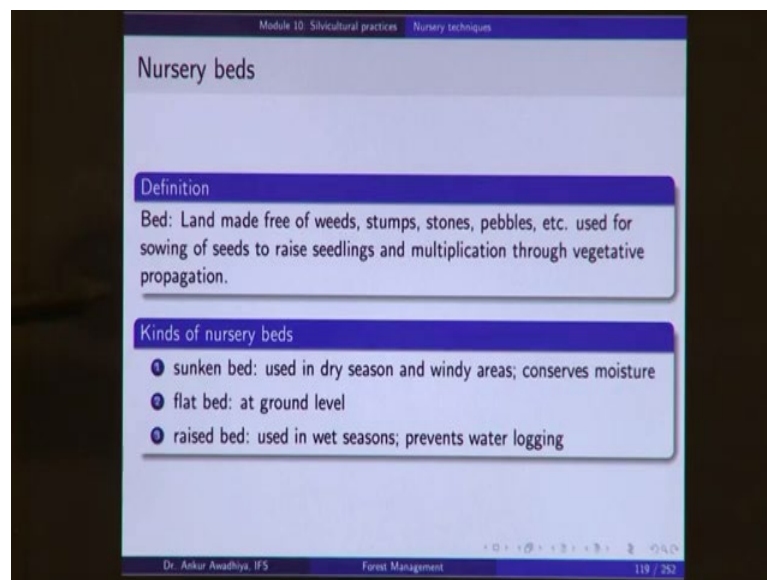 Module 10: Silvicultural practices Nursery techniques
Nursery beds
Definition
Bed: Land made free of weeds, stumps, stones, pebbles, etc. used for
sowing of seeds to raise seedlings and multiplication through vegetative
propagation.
Kinds of nursery beds
1 sunken bed: used in dry season and windy areas; conserves moisture
2 flat bed: at ground level
3 raised bed: used in wet seasons; prevents water logging
Dr. Ankur Awadhiya, IFS Forest Management 119 / 252